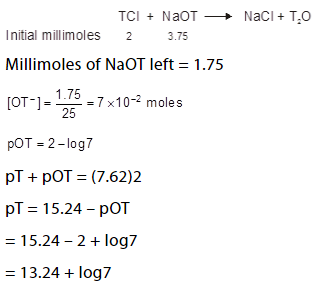 TCl + NaOT ⟶ NaCl + T₂O
Initial millimoles 2 3.75
Millimoles of NaOT left = 1.75
[OT⁻] = 1.75/25 = 7 × 10⁻² moles
pOT = 2 – log7
pT + pOT = (7.62)2
pT = 15.24 – pOT
= 15.24 – 2 + log7
= 13.24 + log7